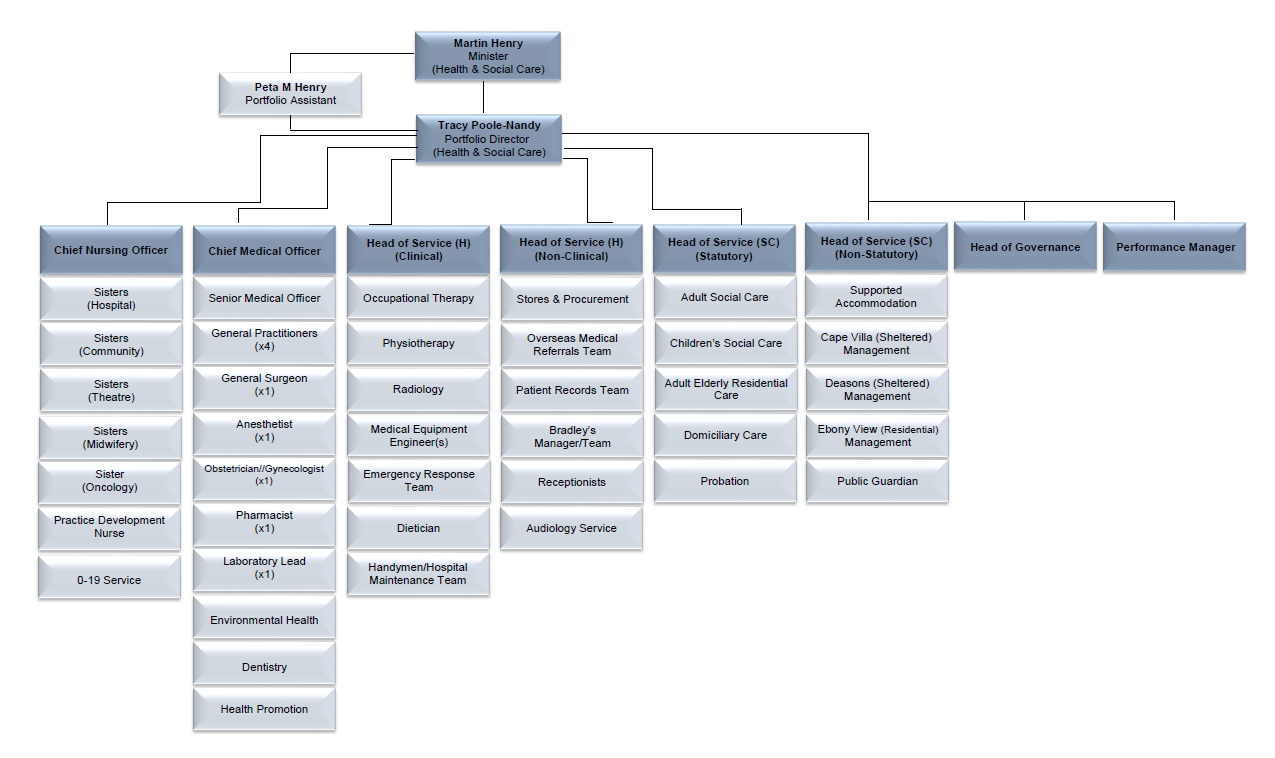 Martin Henry
Minister
(Health & Social Care)
Peta M Henry
Portfolio Assistant
Tracy Poole-Nandy
Portfolio Director
(Health & Social Care)
Chief Nursing Officer
Sisters
(Hospital)
Sisters
(Community)
Sisters
(Theatre)
Sisters
(Midwifery)
Sister
(Oncology)
Practice Development
Nurse
0-19 Service
Chief Medical Officer
Senior Medical Officer
General Practitioners
(x4)
General Surgeon
(x1)
Anesthetist
(x1)
Obstetrician//Gynecologist
(x1)
Pharmacist
(x1)
Laboratory Lead
(x1)
Environmental Health
Dentistry
Health Promotion
Head of Service (H)
(Clinical)
Occupational Therapy
Physiotherapy
Radiology
Medical Equipment
Engineer(s)
Emergency Response
Team
Dietician
Handymen/Hospital
Maintenance Team
Head of Service (H)
(Non-Clinical)
Stores & Procurement
Overseas Medical
Referrals Team
Patient Records Team
Bradley's
Manager/Team
Receptionists
Audiology Service
Head of Service (SC)
(Statutory)
Adult Social Care
Children's Social Care
Adult Elderly Residential
Care
Domiciliary Care
Probation
Head of Service (SC)
(Non-Statutory)
Supported
Accommodation
Cape Villa (Sheltered)
Management
Deasons (Sheltered)
Management
Ebony View (Residential)
Management
Public Guardian
Head of Governance
Performance Manager